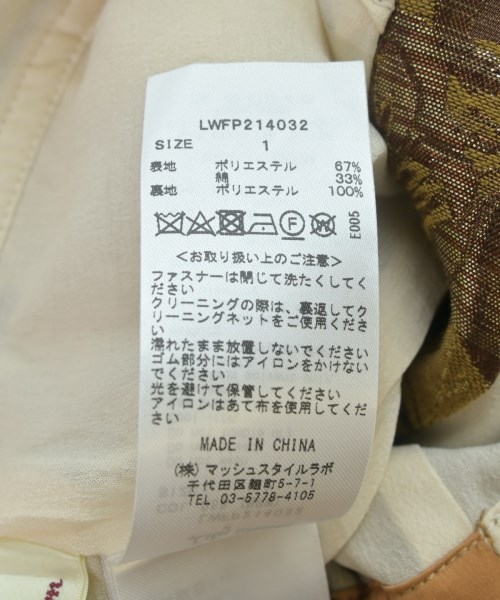 LWFP214032
SIZE 1
表地 ポリエステル 67%
綿 33%
裏地 ポリエステル 100%
F W E005
<お取り扱い上のご注意>
ファスナーは閉じて洗たくしてく
ださい
クリーニングの際は、裏返してク
リーニングネットをご使用くださ
い
濡れたまま放置しないでください
ゴム部分にはアイロンをかけない
でください
光を避けて保管してください
アイロンはあて布を使用してくだ
さい
MADE IN CHINA
(株)マッシュスタイルラボ
千代田区麹町5-7-1
TEL 03-5778-4105
LWFP214032